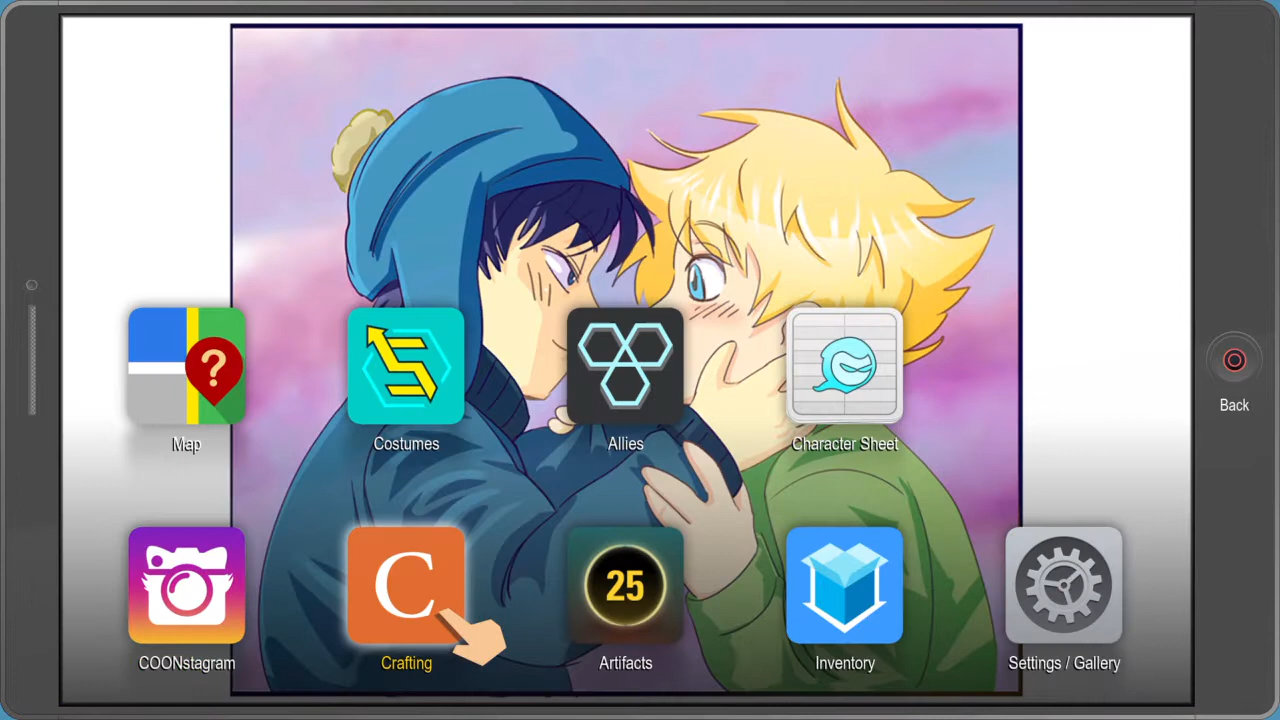 ?
Map
Costumes
Allies
Character Sheet
Back
C
25
COONstagram
Crafting
Artifacts
Inventory
Settings / Gallery